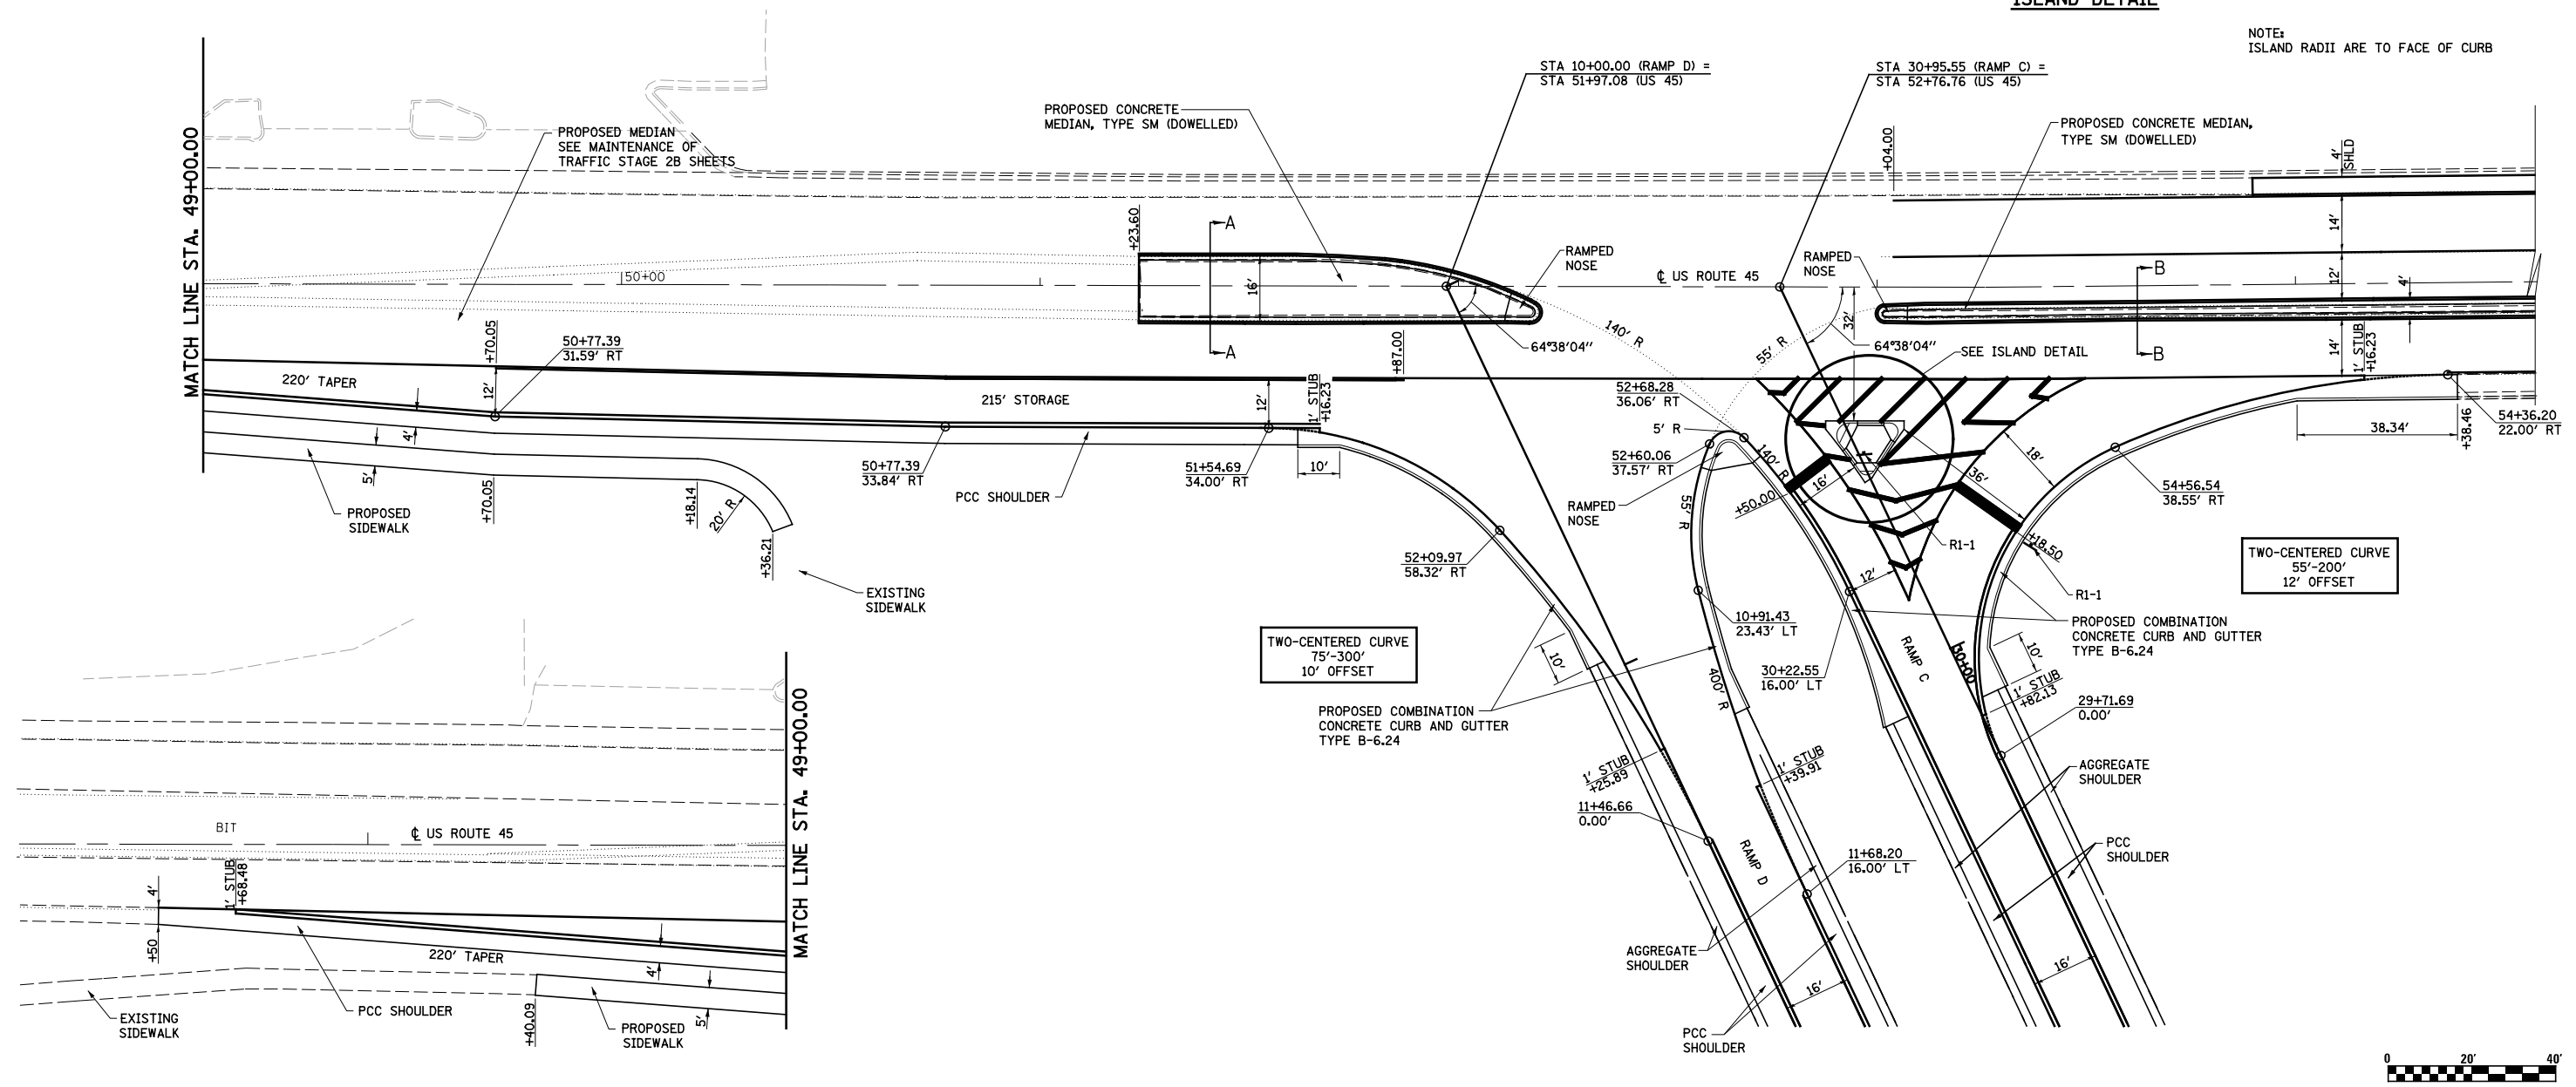 ISLAND DETAIL
NOTE:
ISLAND RADII ARE TO FACE OF CURB
STA 10+00.00 (RAMP D) =
STA 51+97.08 (US 45)
STA 30+95.55 (RAMP C) =
STA 52+76.76 (US 45)
MATCH LINE STA. 49+00.00
PROPOSED MEDIAN
SEE MAINTENANCE OF
TRAFFIC STAGE 2B SHEETS
PROPOSED CONCRETE
MEDIAN, TYPE SM (DOWELLED)
PROPOSED CONCRETE MEDIAN,
TYPE SM (DOWELLED)
+04.00
4'
SHLD
14'
12'
4'
14'
1' STUB
+16.23
+23.60
A
A
16'
RAMPED
NOSE
℄ US ROUTE 45
RAMPED
NOSE
B
B
50+00
32'
140' R
55' R
64°38'04"
64°38'04"
SEE ISLAND DETAIL
+70.05
50+77.39
31.59' RT
12'
220' TAPER
215' STORAGE
12'
1' STUB
+16.23
+87.00
4'
5'
PROPOSED
SIDEWALK
+70.05
+18.14
20' R
+36.21
EXISTING
SIDEWALK
50+77.39
33.84' RT
PCC SHOULDER
51+54.69
34.00' RT
10'
52+68.28
36.06' RT
5' R
52+60.06
37.57' RT
RAMPED
NOSE
140' R
16'
+50.00
55' R
18'
36'
38.34'
+38.46
54+36.20
22.00' RT
54+56.54
38.55' RT
R1-1
+18.50
R1-1
TWO-CENTERED CURVE
55'-200'
12' OFFSET
52+09.97
58.32' RT
12'
10+91.43
23.43' LT
30+22.55
16.00' LT
RAMP C
30+00
PROPOSED COMBINATION
CONCRETE CURB AND GUTTER
TYPE B-6.24
10'
1' STUB
+82.13
29+71.69
0.00'
TWO-CENTERED CURVE
75'-300'
10' OFFSET
10'
400' R
PROPOSED COMBINATION
CONCRETE CURB AND GUTTER
TYPE B-6.24
1' STUB
+25.89
1' STUB
+39.91
11+46.66
0.00'
RAMP D
11+68.20
16.00' LT
AGGREGATE
SHOULDER
PCC
SHOULDER
AGGREGATE
SHOULDER
PCC
SHOULDER
16'
16'
MATCH LINE STA. 49+00.00
BIT
℄ US ROUTE 45
4'
1' STUB
+68.48
+50
220' TAPER
4'
PCC SHOULDER
EXISTING
SIDEWALK
+40.09
PROPOSED
SIDEWALK
5'
0 20' 40'